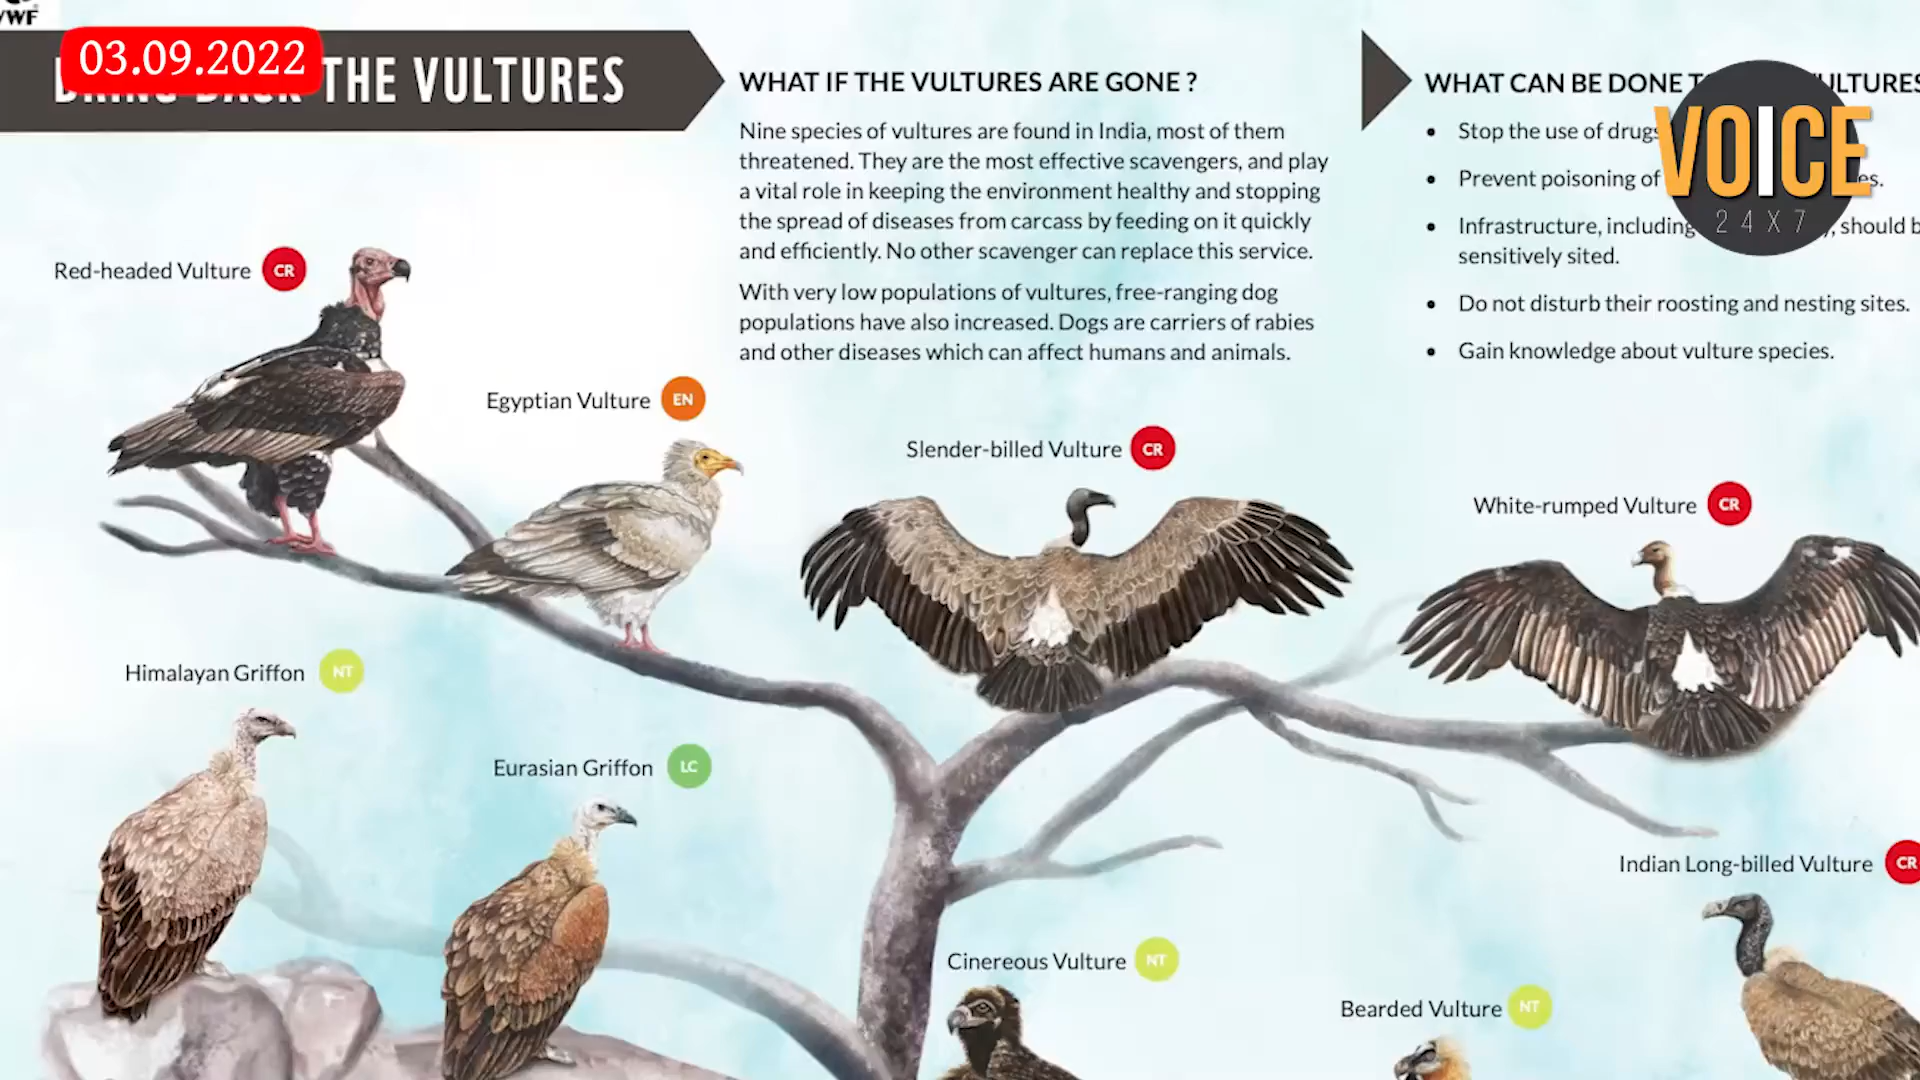 WWF
03.09.2022
THE VULTURES
WHAT IF THE VULTURES ARE GONE ?
Nine species of vultures are found in India, most of them
threatened. They are the most effective scavengers, and play
a vital role in keeping the environment healthy and stopping
the spread of diseases from carcass by feeding on it quickly
and efficiently. No other scavenger can replace this service.
With very low populations of vultures, free-ranging dog
populations have also increased. Dogs are carriers of rabies
and other diseases which can affect humans and animals.
WHAT CAN BE DONE
• Stop the use of drugs
• Prevent poisoning of
• Infrastructure, including , should
sensitively sited.
• Do not disturb their roosting and nesting sites.
• Gain knowledge about vulture species.
VOICE
24X7
Red-headed Vulture CR
Egyptian Vulture EN
Slender-billed Vulture CR
White-rumped Vulture CR
Himalayan Griffon NT
Eurasian Griffon LC
Indian Long-billed Vulture CR
Cinereous Vulture NT
Bearded Vulture NT